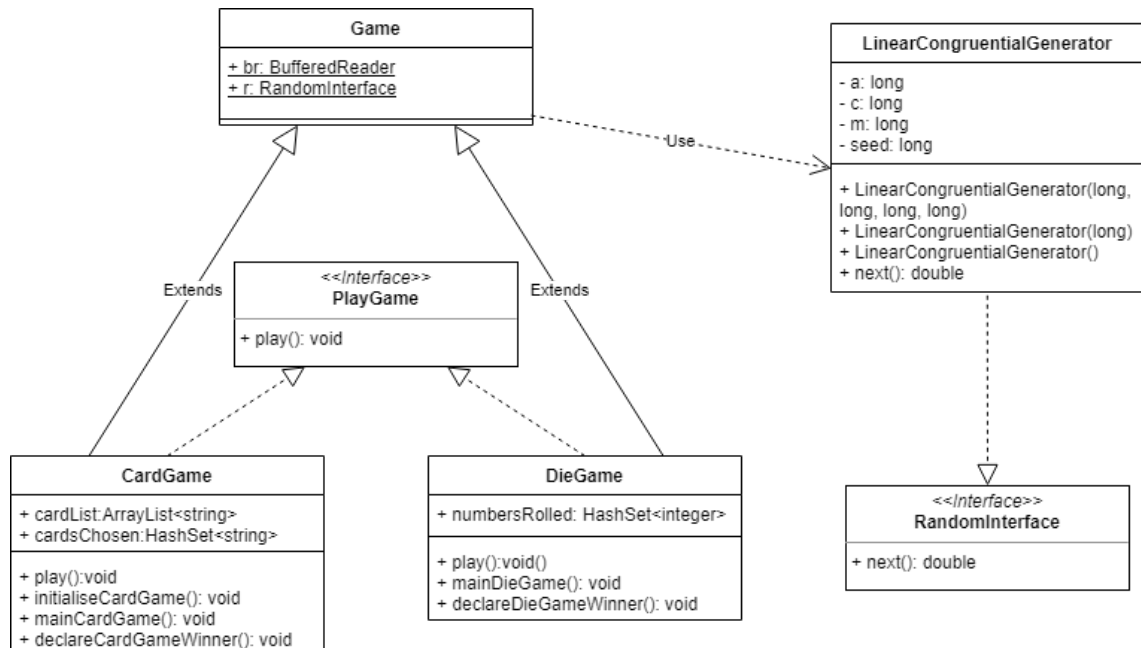 Game
+ br: BufferedReader
+ r: RandomInterface
LinearCongruentialGenerator
- a: long
- c: long
- m: long
- seed: long
+ LinearCongruentialGenerator(long,
long, long, long)
+ LinearCongruentialGenerator(long)
+ LinearCongruentialGenerator()
+ next(): double
Use
Extends
Extends
<<Interface>>
PlayGame
+ play(): void
CardGame
+ cardList:ArrayList<string>
+ cardsChosen:HashSet<string>
+ play():void
+ initialiseCardGame(): void
+ mainCardGame(): void
+ declareCardGameWinner(): void
DieGame
+ numbersRolled: HashSet<integer>
+ play():void()
+ mainDieGame(): void
+ declareDieGameWinner(): void
<<Interface>>
RandomInterface
+ next(): double